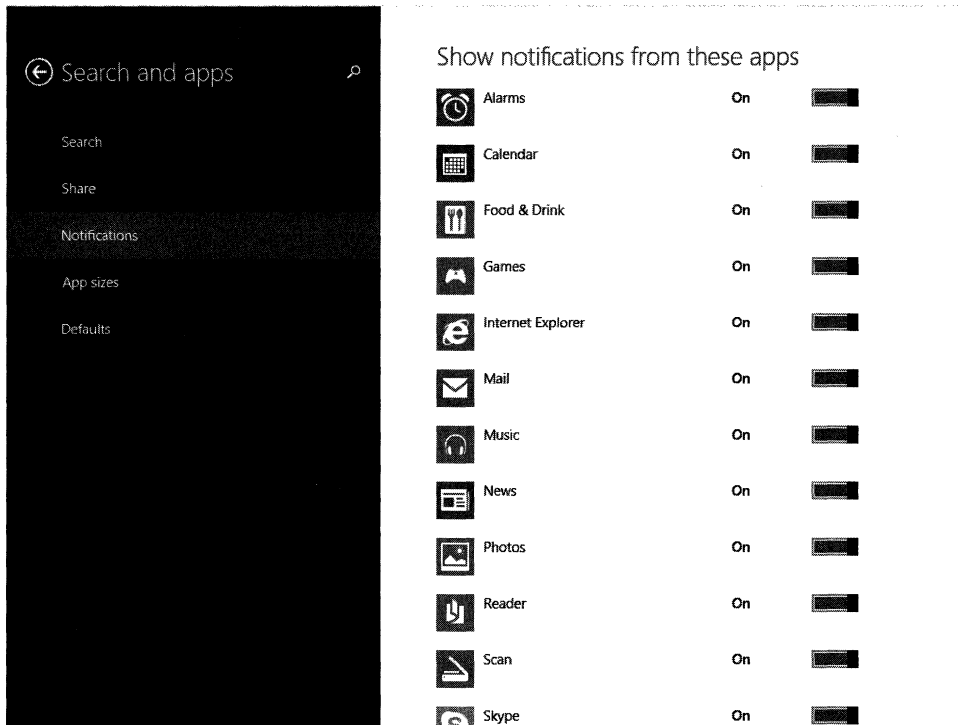 Search and apps
Search
Share
Notifications
App sizes
Defaults
Show notifications from these apps
Alarms On
Calendar On
Food & Drink On
Games On
Internet Explorer On
Mail On
Music On
News On
Photos On
Reader On
Scan On
Skype On